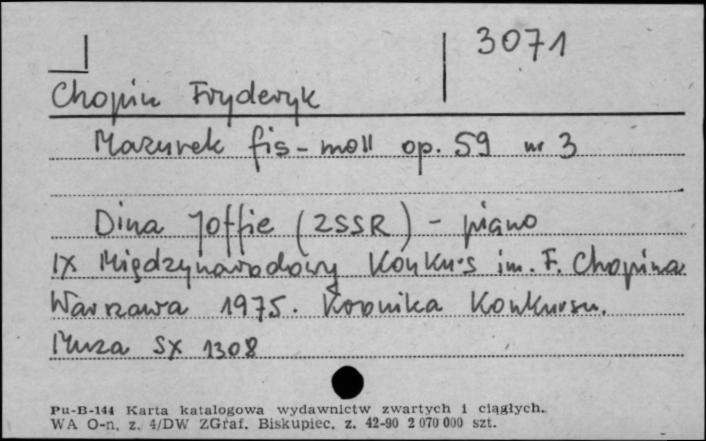 3071
Chopin Fryderyk
Mazurek fis-moll op. 59 nr 3
Dina Joffie (ZSSR) - piano
IX Międzynarodowy Konkurs im. F. Chopina
Warszawa 1975. Kronika Konkursu.
Muza SX 1308
Pu-B-144 Karta katalogowa wydawnictw zwartych i ciągłych.
WA O-n, z. 4/DW ZGraf. Biskupiec, z. 42-90 2 070 000 szt.